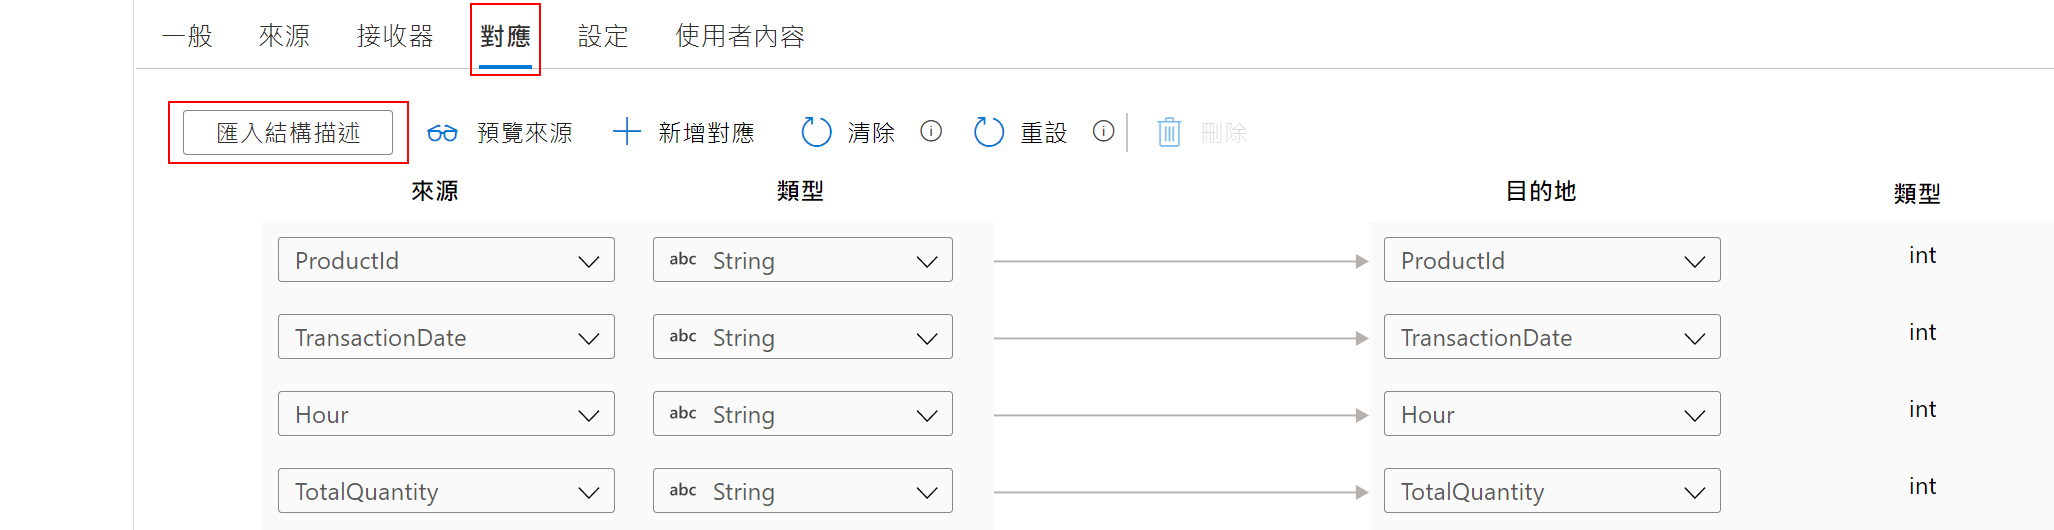 一般 來源 接收器 對應 設定 使用者內容
匯入結構描述 預覽來源 新增對應 清除 重設 刪除
來源 類型 目的地 類型
ProductId abc String ProductId int
TransactionDate abc String TransactionDate int
Hour abc String Hour int
TotalQuantity abc String TotalQuantity int